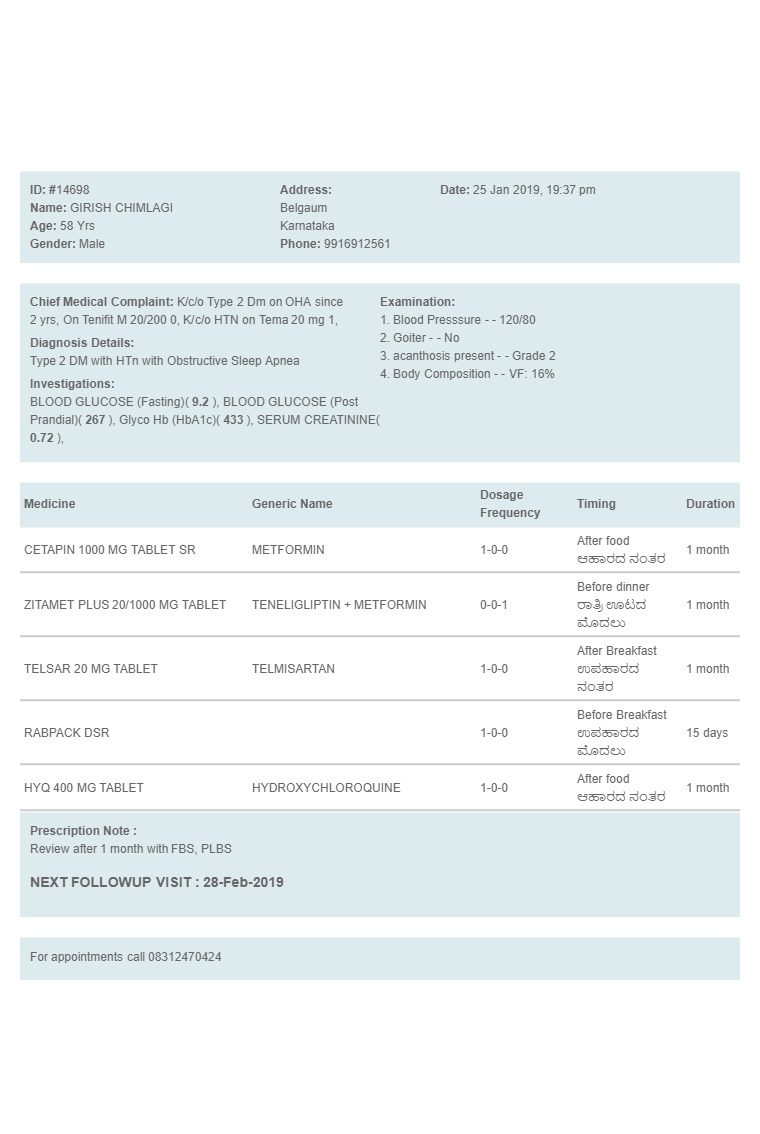 ID: #14698
Name: GIRISH CHIMLAGI
Age: 58 Yrs
Gender: Male
Address:
Belgaum
Karnataka
Phone: 9916912561
Date: 25 Jan 2019, 19:37 pm
Chief Medical Complaint: K/c/o Type 2 Dm on OHA since
2 yrs, On Tenifit M 20/200 0, K/c/o HTN on Tema 20 mg 1,
Diagnosis Details:
Type 2 DM with HTn with Obstructive Sleep Apnea
Investigations:
BLOOD GLUCOSE (Fasting)( 9.2 ), BLOOD GLUCOSE (Post
Prandial)( 267 ), Glyco Hb (HbA1c)( 433 ), SERUM CREATININE(
0.72 ),
Examination:
1. Blood Presssure - - 120/80
2. Goiter - - No
3. acanthosis present - - Grade 2
4. Body Composition - - VF: 16%
Medicine Generic Name Dosage Frequency Timing Duration
CETAPIN 1000 MG TABLET SR METFORMIN 1-0-0 After food 1 month
ಆಹಾರದ ನಂತರ
ZITAMET PLUS 20/1000 MG TABLET TENELIGLIPTIN + METFORMIN 0-0-1 Before dinner 1 month
ರಾತ್ರಿ ಊಟದ
ಮೊದಲು
TELSAR 20 MG TABLET TELMISARTAN 1-0-0 After Breakfast 1 month
ಉಪಹಾರದ
ನಂತರ
RABPACK DSR 1-0-0 Before Breakfast 15 days
ಉಪಹಾರದ
ಮೊದಲು
HYQ 400 MG TABLET HYDROXYCHLOROQUINE 1-0-0 After food 1 month
ಆಹಾರದ ನಂತರ
Prescription Note :
Review after 1 month with FBS, PLBS
NEXT FOLLOWUP VISIT : 28-Feb-2019
For appointments call 08312470424